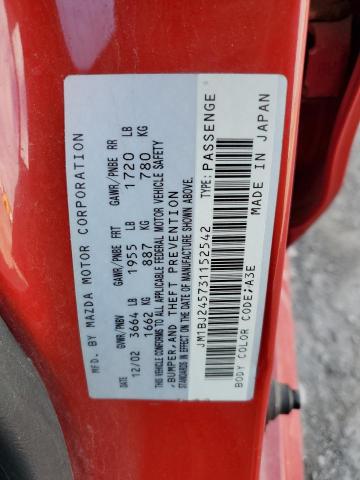 MFD. BY MAZDA MOTOR CORPORATION
GVWR/PNBV GAWR/PNBE FRT GAWR/PNBE RR
12/02 3664 LB 1955 LB 1720 LB
1662 KG 887 KG 780 KG
THIS VEHICLE CONFORMS TO ALL APPLICABLE FEDERAL MOTOR VEHICLE SAFETY
,BUMPER,AND THEFT PREVENTION
STANDARDS IN EFFECT ON THE DATE OF MANUFACTURE SHOWN ABOVE.
JM1BJ245731152542 TYPE:PASSENGE
BODY COLOR CODE:A3E MADE IN JAPAN